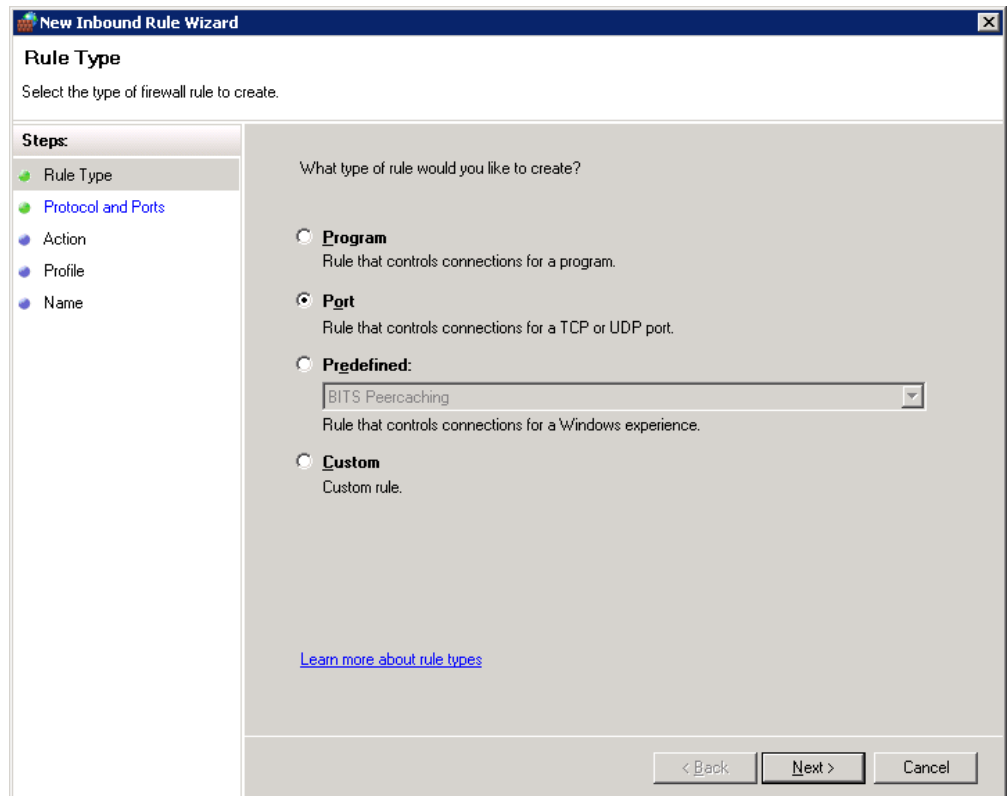 New Inbound Rule Wizard
Rule Type
Select the type of firewall rule to create.
Steps:
Rule Type
Protocol and Ports
Action
Profile
Name
What type of rule would you like to create?
Program
Rule that controls connections for a program.
Port
Rule that controls connections for a TCP or UDP port.
Predefined:
BITS Peercaching
Rule that controls connections for a Windows experience.
Custom
Custom rule.
Learn more about rule types
< Back
Next >
Cancel